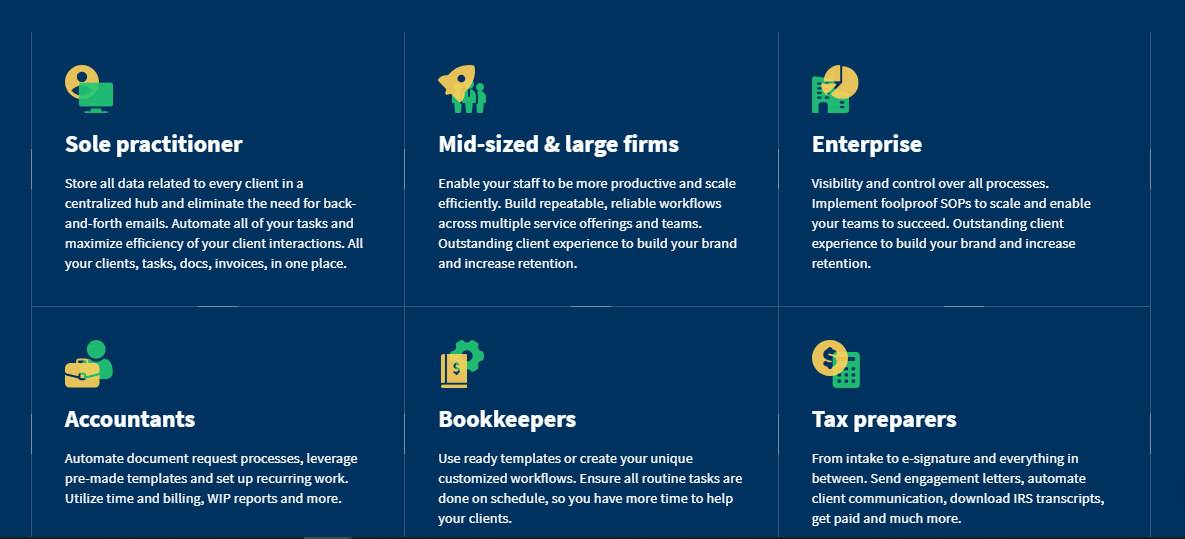 Sole practitioner
Store all data related to every client in a
centralized hub and eliminate the need for back-
and-forth emails. Automate all of your tasks and
maximize efficiency of your client interactions. All
your clients, tasks, docs, invoices, in one place.
Mid-sized & large firms
Enable your staff to be more productive and scale
efficiently. Build repeatable, reliable workflows
across multiple service offerings and teams.
Outstanding client experience to build your brand
and increase retention.
Enterprise
Visibility and control over all processes.
Implement foolproof SOPs to scale and enable
your teams to succeed. Outstanding client
experience to build your brand and increase
retention.
Accountants
Automate document request processes, leverage
pre-made templates and set up recurring work.
Utilize time and billing, WIP reports and more.
Bookkeepers
Use ready templates or create your unique
customized workflows. Ensure all routine tasks are
done on schedule, so you have more time to help
your clients.
Tax preparers
From intake to e-signature and everything in
between. Send engagement letters, automate
client communication, download IRS transcripts,
get paid and much more.